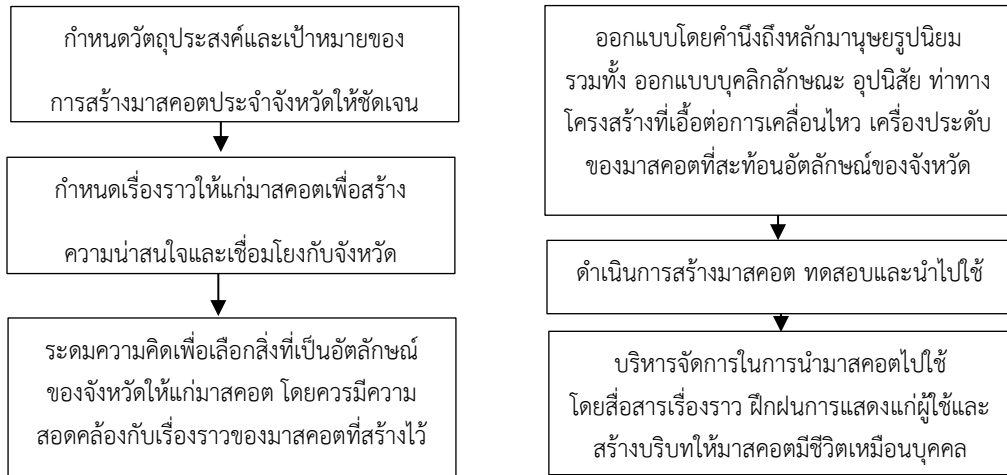 กำหนดวัตถุประสงค์และเป้าหมายของ
การสร้างมาสคอตประจำจังหวัดให้ชัดเจน
กำหนดเรื่องราวให้แก่มาสคอตเพื่อสร้าง
ความน่าสนใจและเชื่อมโยงกับจังหวัด
ระดมความคิดเพื่อเลือกสิ่งที่เป็นอัตลักษณ์
ของจังหวัดให้แก่มาสคอต โดยควรมีความ
สอดคล้องกับเรื่องราวของมาสคอตที่สร้างไว้
ออกแบบโดยคำนึงถึงหลักมานุษยรูปนิยม
รวมทั้ง ออกแบบบุคลิกลักษณะ อุปนิสัย ท่าทาง
โครงสร้างที่เอื้อต่อการเคลื่อนไหว เครื่องประดับ
ของมาสคอตที่สะท้อนอัตลักษณ์ของจังหวัด
ดำเนินการสร้างมาสคอต ทดสอบและนำไปใช้
บริหารจัดการในการนำมาสคอตไปใช้
โดยสื่อสารเรื่องราว ฝึกฝนการแสดงแก่ผู้ใช้และ
สร้างบริบทให้มาสคอตมีชีวิตเหมือนบุคคล